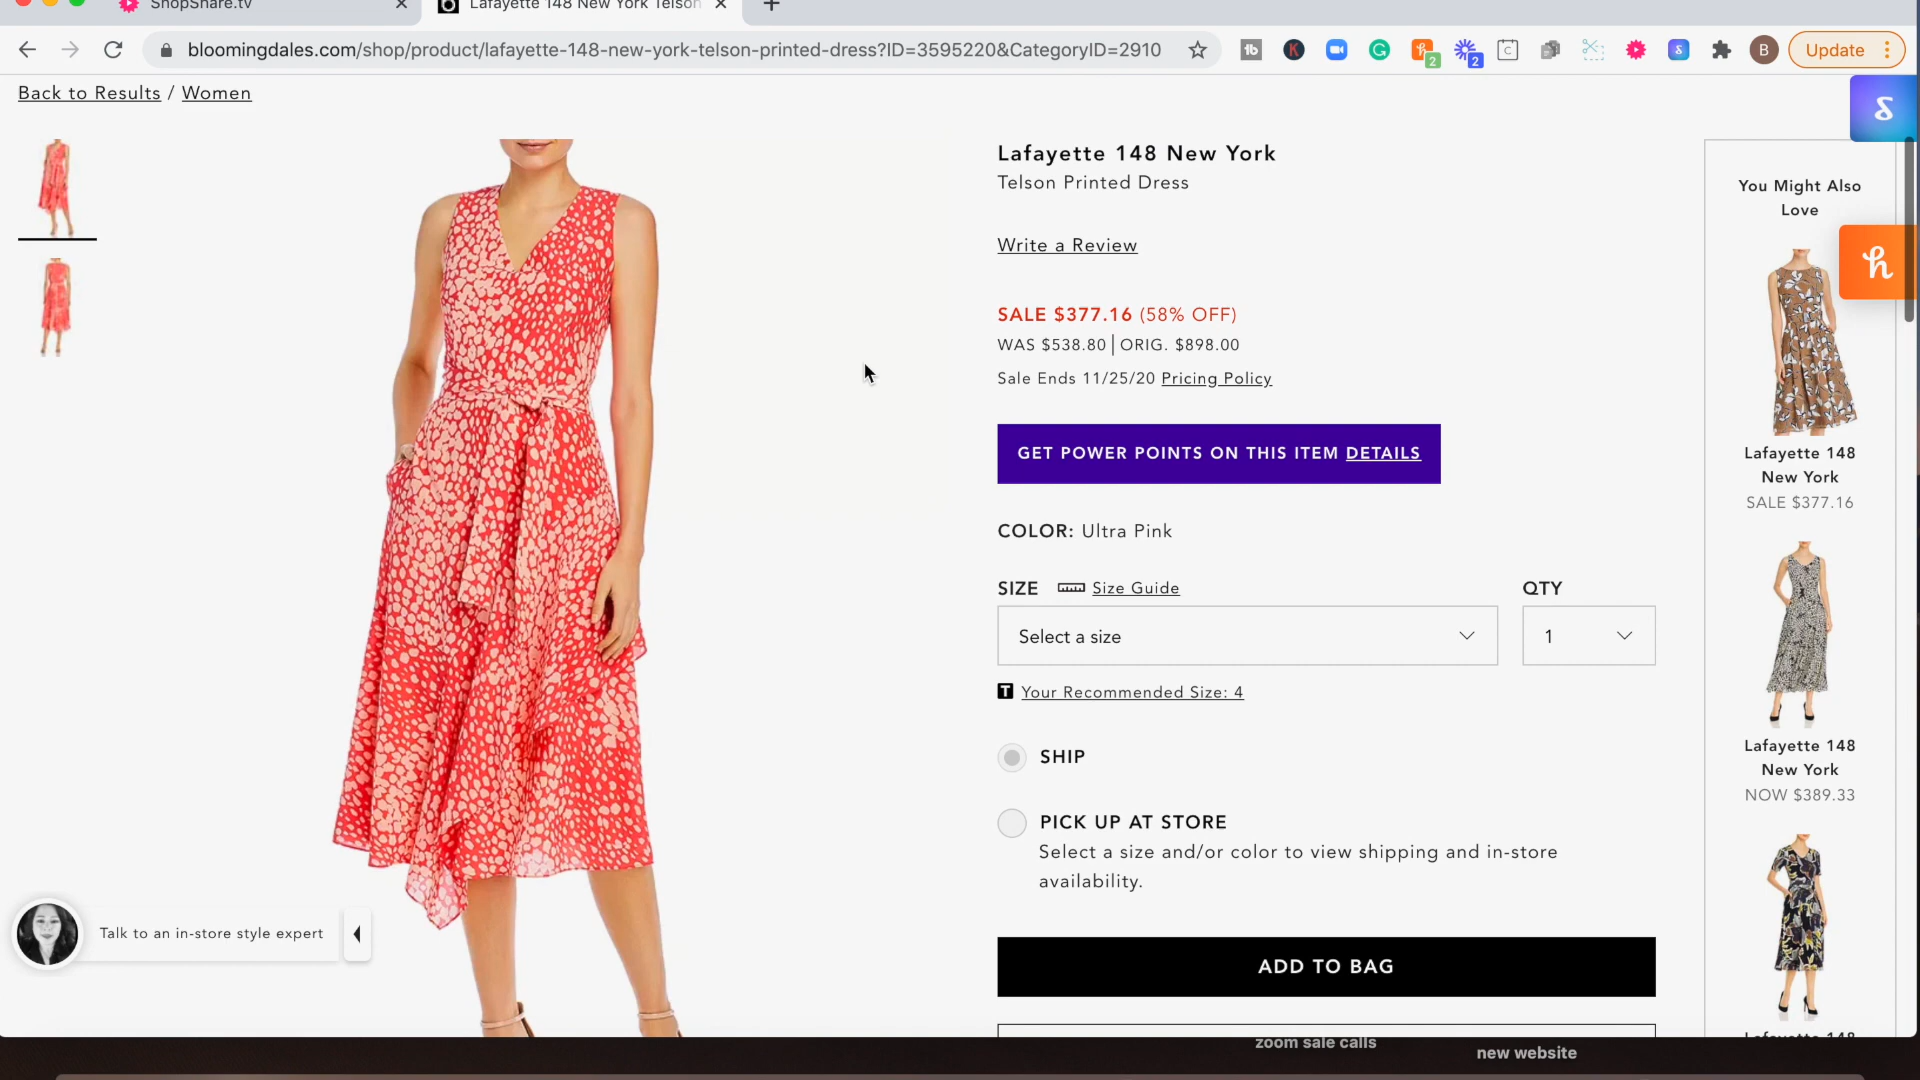 ShopShare.tv
Lafayette 148 New York Telson
bloomingdales.com/shop/product/lafayette-148-new-york-telson-printed-dress?ID=3595220&CategoryID=2910
2
2
B
Update
Back to Results / Women
Lafayette 148 New York
Telson Printed Dress
Write a Review
SALE $377.16 (58% OFF)
WAS $538.80 | ORIG. $898.00
Sale Ends 11/25/20 Pricing Policy
GET POWER POINTS ON THIS ITEM DETAILS
COLOR: Ultra Pink
SIZE Size Guide
QTY
Select a size
1
T Your Recommended Size: 4
SHIP
PICK UP AT STORE
Select a size and/or color to view shipping and in-store
availability.
ADD TO BAG
Talk to an in-store style expert
You Might Also
Love
Lafayette 148
New York
SALE $377.16
Lafayette 148
New York
NOW $389.33
Lafayette 148
zoom sale calls
new website